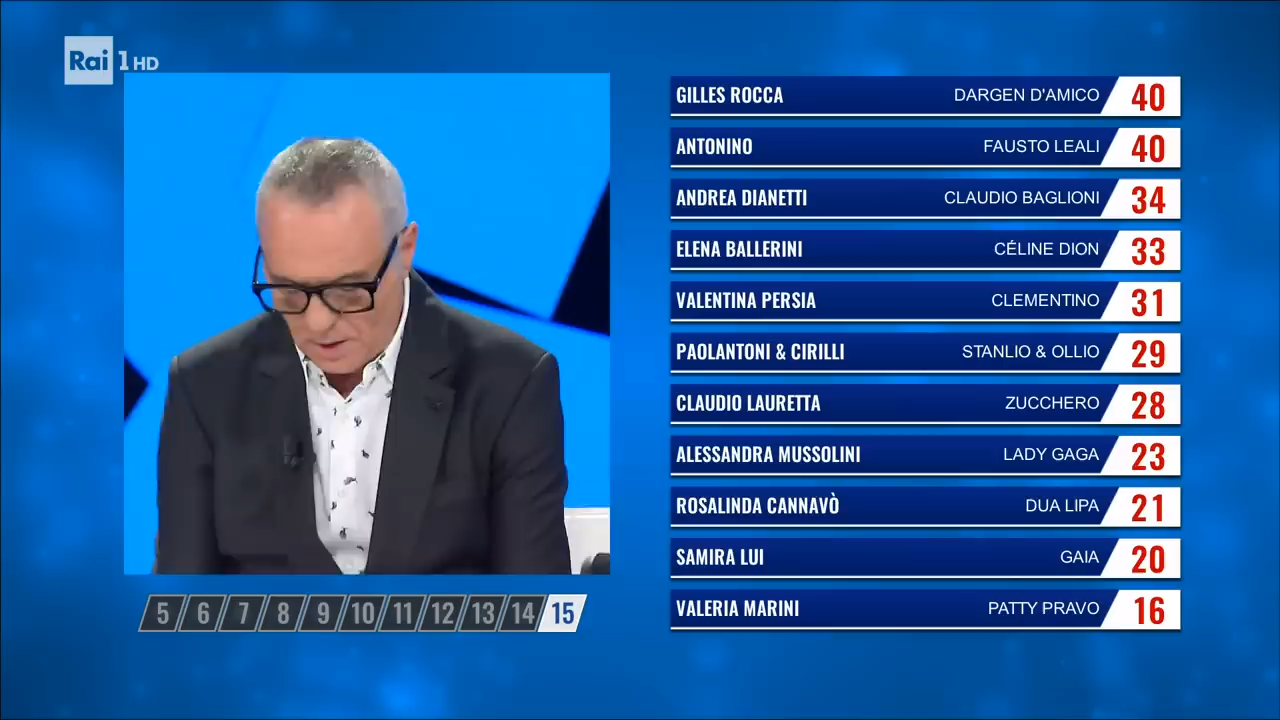 Rai 1 HD
GILLES ROCCA DARGEN D'AMICO 40
ANTONINO FAUSTO LEALI 40
ANDREA DIANETTI CLAUDIO BAGLIONI 34
ELENA BALLERINI CÉLINE DION 33
VALENTINA PERSIA CLEMENTINO 31
PAOLANTONI & CIRILLI STANLIO & OLLIO 29
CLAUDIO LAURETTA ZUCCHERO 28
ALESSANDRA MUSSOLINI LADY GAGA 23
ROSALINDA CANNAVÒ DUA LIPA 21
SAMIRA LUI GAIA 20
VALERIA MARINI PATTY PRAVO 16
5 6 7 8 9 10 11 12 13 14 15